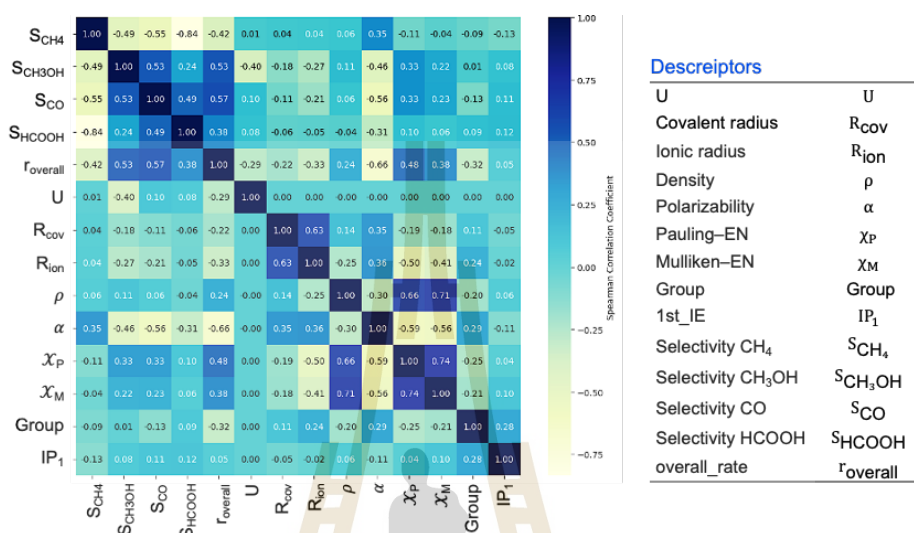 S_CH4 1.00 -0.49 -0.55 -0.84 -0.42 0.01 0.04 0.04 0.06 0.35 -0.11 -0.04 -0.09 -0.13
S_CH3OH -0.49 1.00 0.53 0.24 0.53 -0.40 -0.18 -0.27 0.11 -0.46 0.33 0.22 0.01 0.08
S_CO -0.55 0.53 1.00 0.49 0.57 0.10 -0.11 -0.21 0.06 -0.56 0.33 0.23 -0.13 0.11
S_HCOOH -0.84 0.24 0.49 1.00 0.38 0.08 -0.06 -0.05 -0.04 -0.31 0.10 0.06 0.09 0.12
r_overall -0.42 0.53 0.57 0.38 1.00 -0.29 -0.22 -0.33 0.24 -0.66 0.48 0.38 -0.32 0.05
U 0.01 -0.40 0.10 0.08 -0.29 1.00 0.00 0.00 -0.00 -0.00 0.00 0.00 0.00 0.00
R_cov 0.04 -0.18 -0.11 -0.06 -0.22 0.00 1.00 0.63 0.14 0.35 -0.19 -0.18 0.11 -0.05
R_ion 0.04 -0.27 -0.21 -0.05 -0.33 0.00 0.63 1.00 -0.25 0.36 -0.50 -0.41 0.24 -0.02
ρ 0.06 0.11 0.06 -0.04 0.24 -0.00 0.14 -0.25 1.00 -0.30 0.66 0.71 -0.20 0.06
α 0.35 -0.46 -0.56 -0.31 -0.66 -0.00 0.35 0.36 -0.30 1.00 -0.59 -0.56 0.29 -0.11
χ_P -0.11 0.33 0.33 0.10 0.48 0.00 -0.19 -0.50 0.66 -0.59 1.00 0.74 -0.25 0.04
χ_M -0.04 0.22 0.23 0.06 0.38 0.00 -0.18 -0.41 0.71 -0.56 0.74 1.00 -0.21 0.10
Group -0.09 0.01 -0.13 0.09 -0.32 0.00 0.11 0.24 -0.20 0.29 -0.25 -0.21 1.00 0.28
IP₁ -0.13 0.08 0.11 0.12 0.05 0.00 -0.05 -0.02 0.06 -0.11 0.04 0.10 0.28 1.00
S_CH4 S_CH3OH S_CO S_HCOOH r_overall U R_cov R_ion ρ α χ_P χ_M Group IP₁
1.00
0.75
0.50
0.25
0.00
−0.25
−0.50
−0.75
Spearman Correlation Coefficient
Descreiptors
U U
Covalent radius R_cov
Ionic radius R_ion
Density ρ
Polarizability α
Pauling–EN χ_P
Mulliken–EN χ_M
Group Group
1st_IE IP₁
Selectivity CH₄ S_CH₄
Selectivity CH₃OH S_CH₃OH
Selectivity CO S_CO
Selectivity HCOOH S_HCOOH
overall_rate r_overall